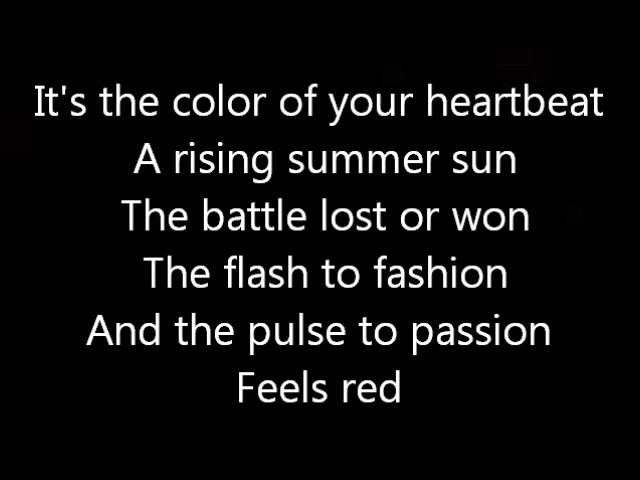 It's the color of your heartbeat
A rising summer sun
The battle lost or won
The flash to fashion
And the pulse to passion
Feels red